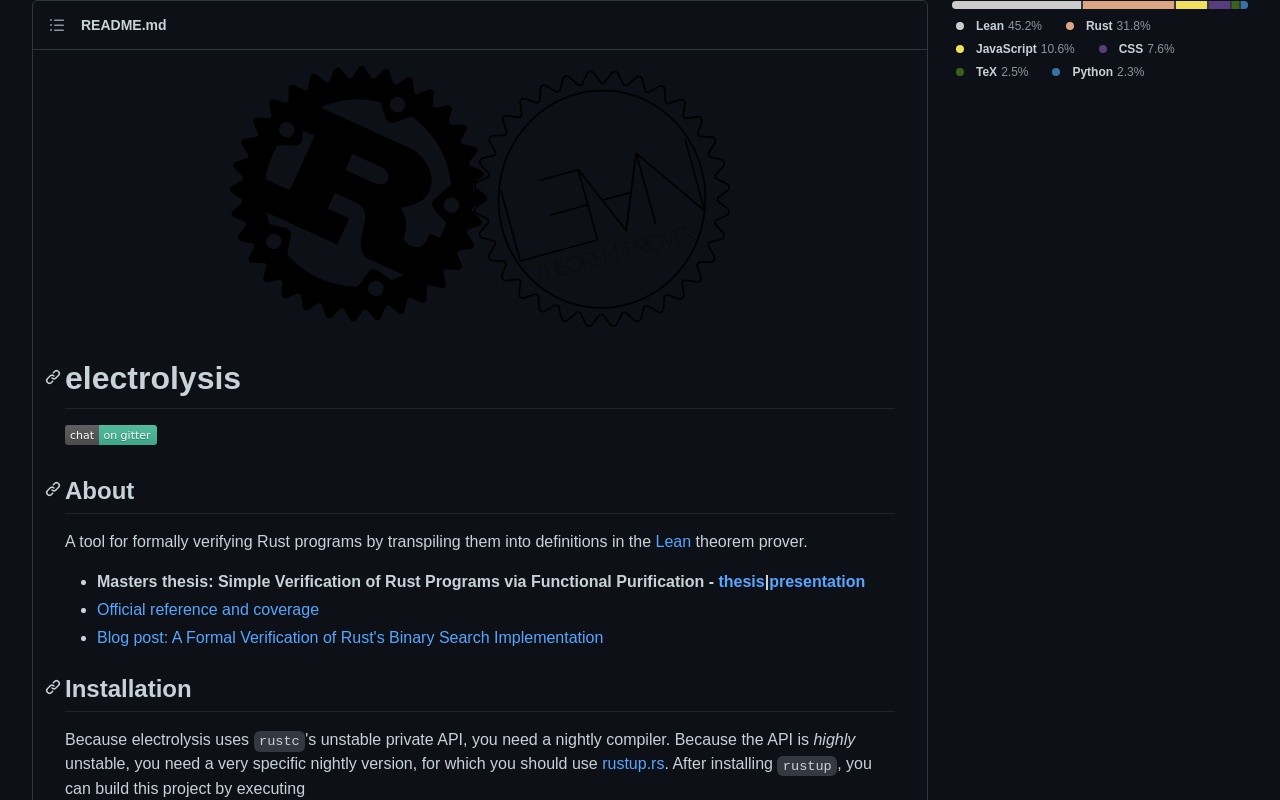 README.md
THEOREM PROVER
electrolysis
chat on gitter
About
A tool for formally verifying Rust programs by transpiling them into definitions in the Lean theorem prover.
Masters thesis: Simple Verification of Rust Programs via Functional Purification - thesis|presentation
Official reference and coverage
Blog post: A Formal Verification of Rust's Binary Search Implementation
Installation
Because electrolysis uses rustc's unstable private API, you need a nightly compiler. Because the API is highly
unstable, you need a very specific nightly version, for which you should use rustup.rs. After installing rustup, you
can build this project by executing
Lean 45.2% Rust 31.8%
JavaScript 10.6% CSS 7.6%
TeX 2.5% Python 2.3%